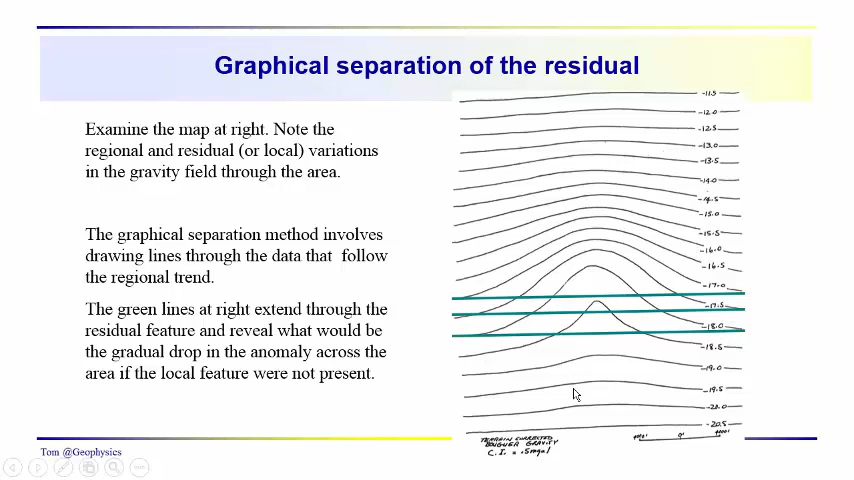 Graphical separation of the residual
Examine the map at right. Note the
regional and residual (or local) variations
in the gravity field through the area.
The graphical separation method involves
drawing lines through the data that follow
the regional trend.
The green lines at right extend through the
residual feature and reveal what would be
the gradual drop in the anomaly across the
area if the local feature were not present.
-11.5
-12.0
-12.5
-13.0
-13.5
-14.0
-14.5
-15.0
-15.5
-16.0
-16.5
-17.0
-17.5
-18.0
-18.5
-19.0
-19.5
-20.0
-20.5
TERRAIN CORRECTED
BOUGUER GRAVITY
C.I. = .5mgal
0'
Tom @Geophysics